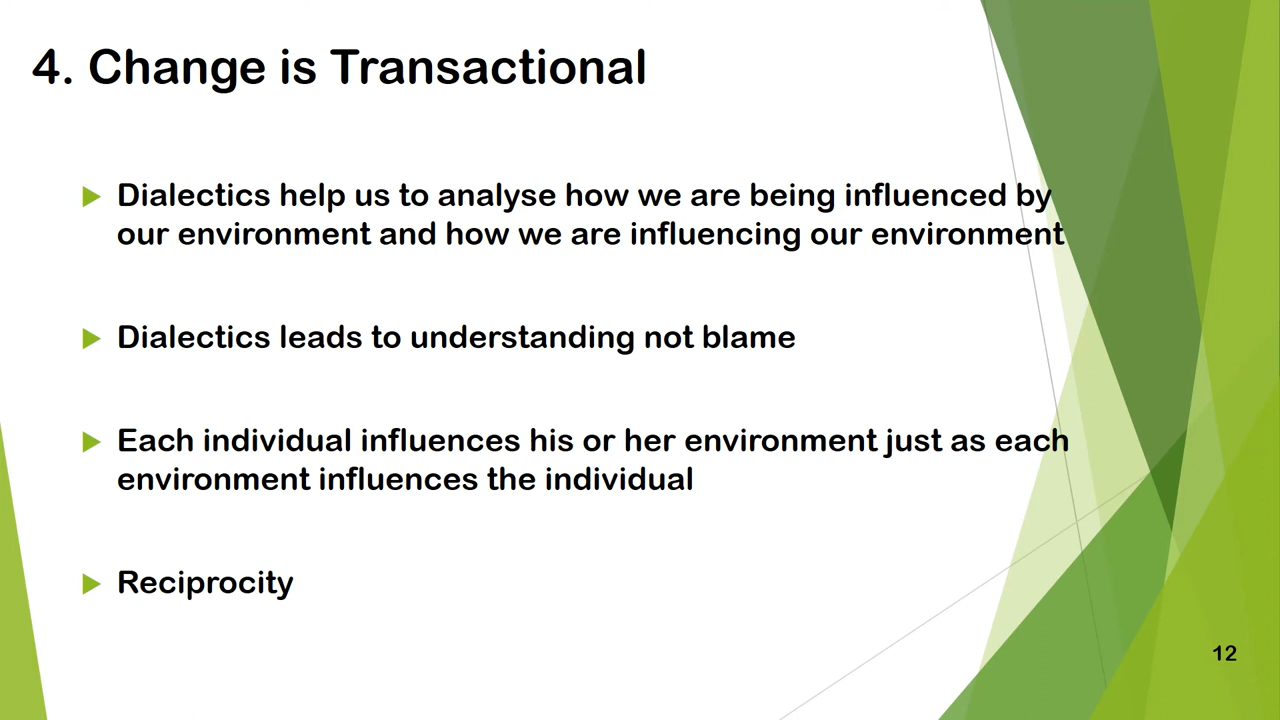 4. Change is Transactional
Dialectics help us to analyse how we are being influenced by
our environment and how we are influencing our environment
Dialectics leads to understanding not blame
Each individual influences his or her environment just as each
environment influences the individual
Reciprocity
12